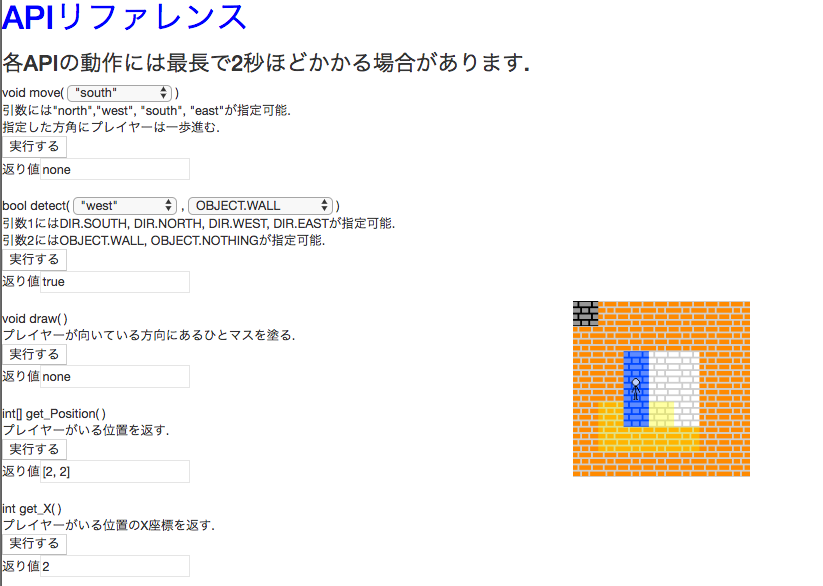 APIリファレンス
各APIの動作には最長で2秒ほどかかる場合があります.
void move( "south" )
引数には"north","west", "south", "east"が指定可能.
指定した方角にプレイヤーは一歩進む.
実行する
返り値 none
bool detect( "west" , OBJECT.WALL )
引数1にはDIR.SOUTH, DIR.NORTH, DIR.WEST, DIR.EASTが指定可能.
引数2にはOBJECT.WALL, OBJECT.NOTHINGが指定可能.
実行する
返り値 true
void draw( )
プレイヤーが向いている方向にあるひとマスを塗る.
実行する
返り値 none
int[] get_Position( )
プレイヤーがいる位置を返す.
実行する
返り値 [2, 2]
int get_X( )
プレイヤーがいる位置のX座標を返す.
実行する
返り値 2